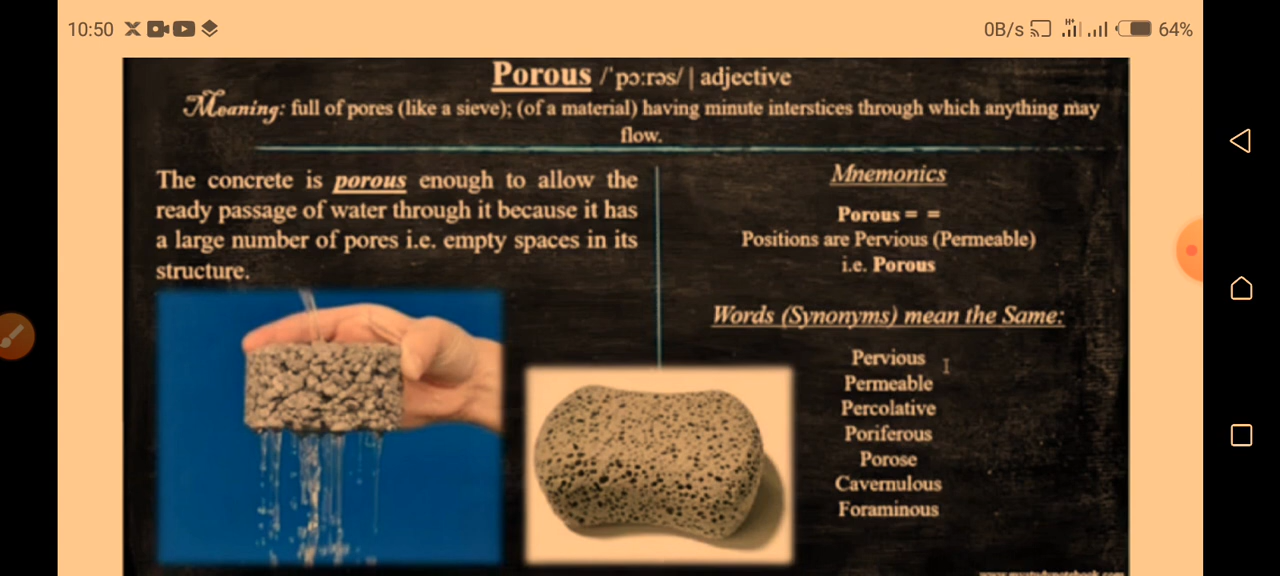 10:50
0B/s H+ 64%
Porous /ˈpɔːrəs/ | adjective
Meaning: full of pores (like a sieve); (of a material) having minute interstices through which anything may
flow.
The concrete is porous enough to allow the
ready passage of water through it because it has
a large number of pores i.e. empty spaces in its
structure.
Mnemonics
Porous = =
Positions are Pervious (Permeable)
i.e. Porous
Words (Synonyms) mean the Same:
Pervious
Permeable
Percolative
Poriferous
Porose
Cavernulous
Foraminous